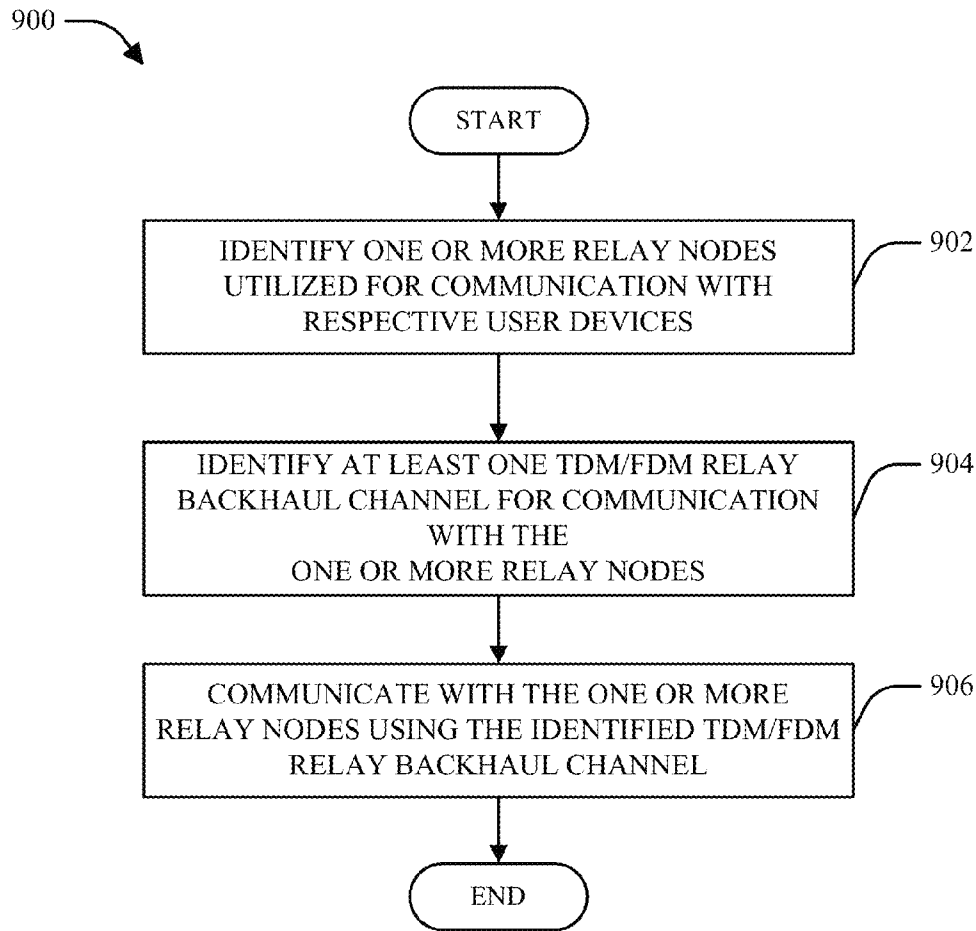 900
START
IDENTIFY ONE OR MORE RELAY NODES
UTILIZED FOR COMMUNICATION WITH
RESPECTIVE USER DEVICES
902
IDENTIFY AT LEAST ONE TDM/FDM RELAY
BACKHAUL CHANNEL FOR COMMUNICATION
WITH THE
ONE OR MORE RELAY NODES
904
COMMUNICATE WITH THE ONE OR MORE
RELAY NODES USING THE IDENTIFIED TDM/FDM
RELAY BACKHAUL CHANNEL
906
END